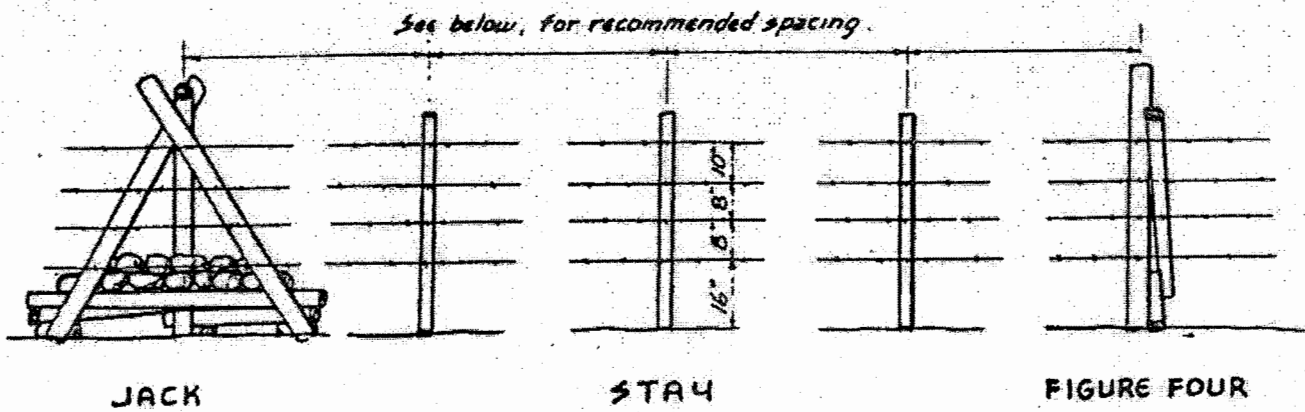 See below, for recommended spacing.
10"
8"
8"
16"
JACK
STAY
FIGURE FOUR